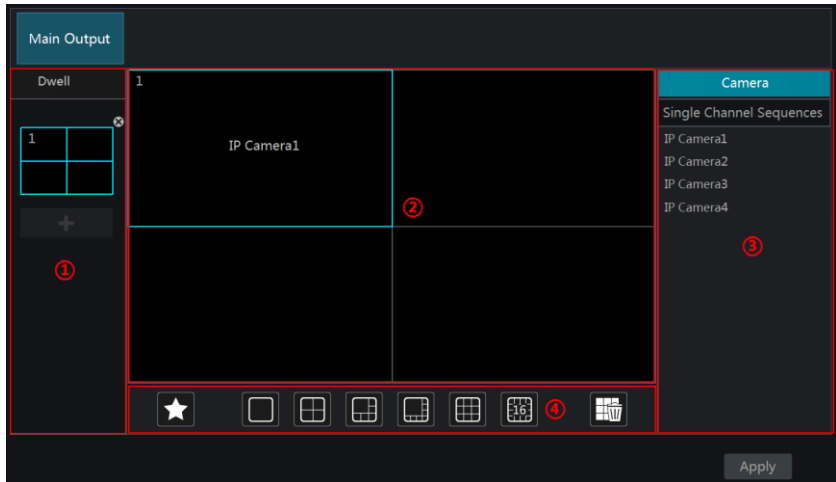 Main Output
Dwell
1
Camera
Single Channel Sequences
1
IP Camera1
IP Camera1
IP Camera2
IP Camera3
IP Camera4
②
③
①
16
④
Apply